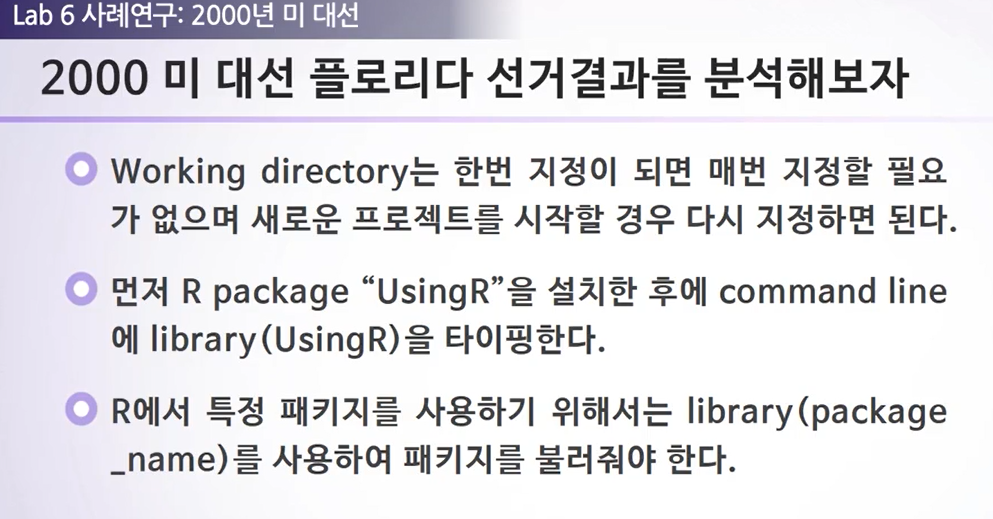 Lab 6 사례연구: 2000년 미 대선
2000 미 대선 플로리다 선거결과를 분석해보자
Working directory는 한번 지정이 되면 매번 지정할 필요
가 없으며 새로운 프로젝트를 시작할 경우 다시 지정하면 된다.
먼저 R package “UsingR”을 설치한 후에 command line
에 library(UsingR)을 타이핑한다.
R에서 특정 패키지를 사용하기 위해서는 library(package
_name)를 사용하여 패키지를 불러줘야 한다.